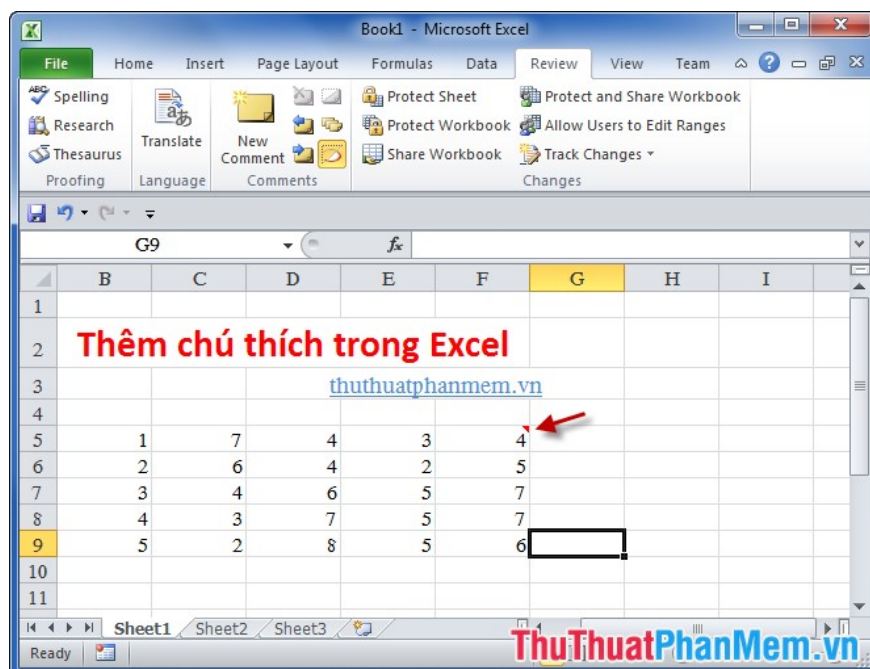 Book1 - Microsoft Excel
File Home Insert Page Layout Formulas Data Review View Team
ABC Spelling
Research
Thesaurus
Proofing
Translate
Language
New Comment
Comments
Protect Sheet
Protect Workbook
Share Workbook
Protect and Share Workbook
Allow Users to Edit Ranges
Track Changes
Changes
G9 fx
B C D E F G H I
1
2 Thêm chú thích trong Excel
3 thuthuatphanmem.vn
4
5 1 7 4 3 4
6 2 6 4 2 5
7 3 4 6 5 7
8 4 3 7 5 7
9 5 2 8 5 6
10
11
Sheet1 Sheet2 Sheet3
Ready
ThuThuatPhanMem.vn